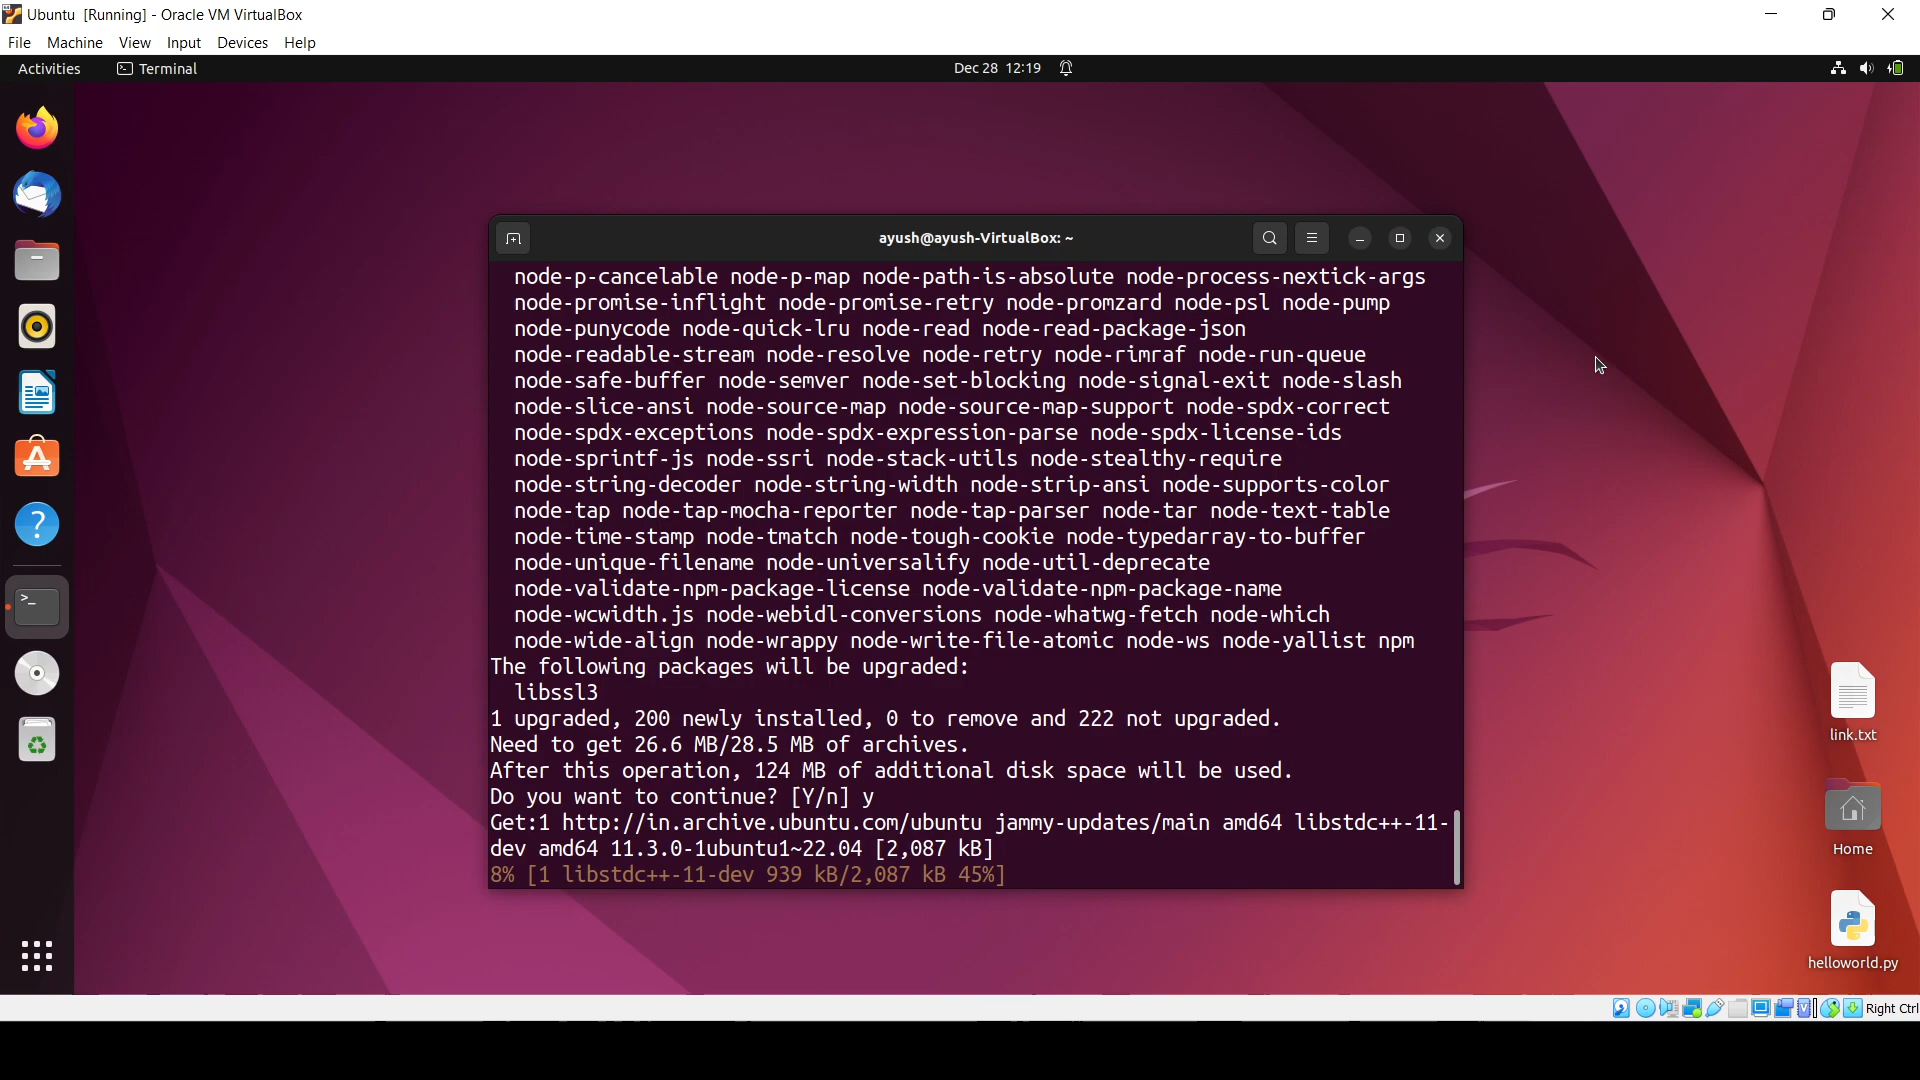 Ubuntu [Running] - Oracle VM VirtualBox
File Machine View Input Devices Help
Activities Terminal Dec 28 12:19
ayush@ayush-VirtualBox: ~
node-p-cancelable node-p-map node-path-is-absolute node-process-nextick-args
node-promise-inflight node-promise-retry node-promzard node-psl node-pump
node-punycode node-quick-lru node-read node-read-package-json
node-readable-stream node-resolve node-retry node-rimraf node-run-queue
node-safe-buffer node-semver node-set-blocking node-signal-exit node-slash
node-slice-ansi node-source-map node-source-map-support node-spdx-correct
node-spdx-exceptions node-spdx-expression-parse node-spdx-license-ids
node-sprintf-js node-ssri node-stack-utils node-stealthy-require
node-string-decoder node-string-width node-strip-ansi node-supports-color
node-tap node-tap-mocha-reporter node-tap-parser node-tar node-text-table
node-time-stamp node-tmatch node-tough-cookie node-typedarray-to-buffer
node-unique-filename node-universalify node-util-deprecate
node-validate-npm-package-license node-validate-npm-package-name
node-wcwidth.js node-webidl-conversions node-whatwg-fetch node-which
node-wide-align node-wrappy node-write-file-atomic node-ws node-yallist npm
The following packages will be upgraded:
libssl3
1 upgraded, 200 newly installed, 0 to remove and 222 not upgraded.
Need to get 26.6 MB/28.5 MB of archives.
After this operation, 124 MB of additional disk space will be used.
Do you want to continue? [Y/n] y
Get:1 http://in.archive.ubuntu.com/ubuntu jammy-updates/main amd64 libstdc++-11-
dev amd64 11.3.0-1ubuntu1~22.04 [2,087 kB]
8% [1 libstdc++-11-dev 939 kB/2,087 kB 45%]
link.txt
Home
helloworld.py
Right Ctrl